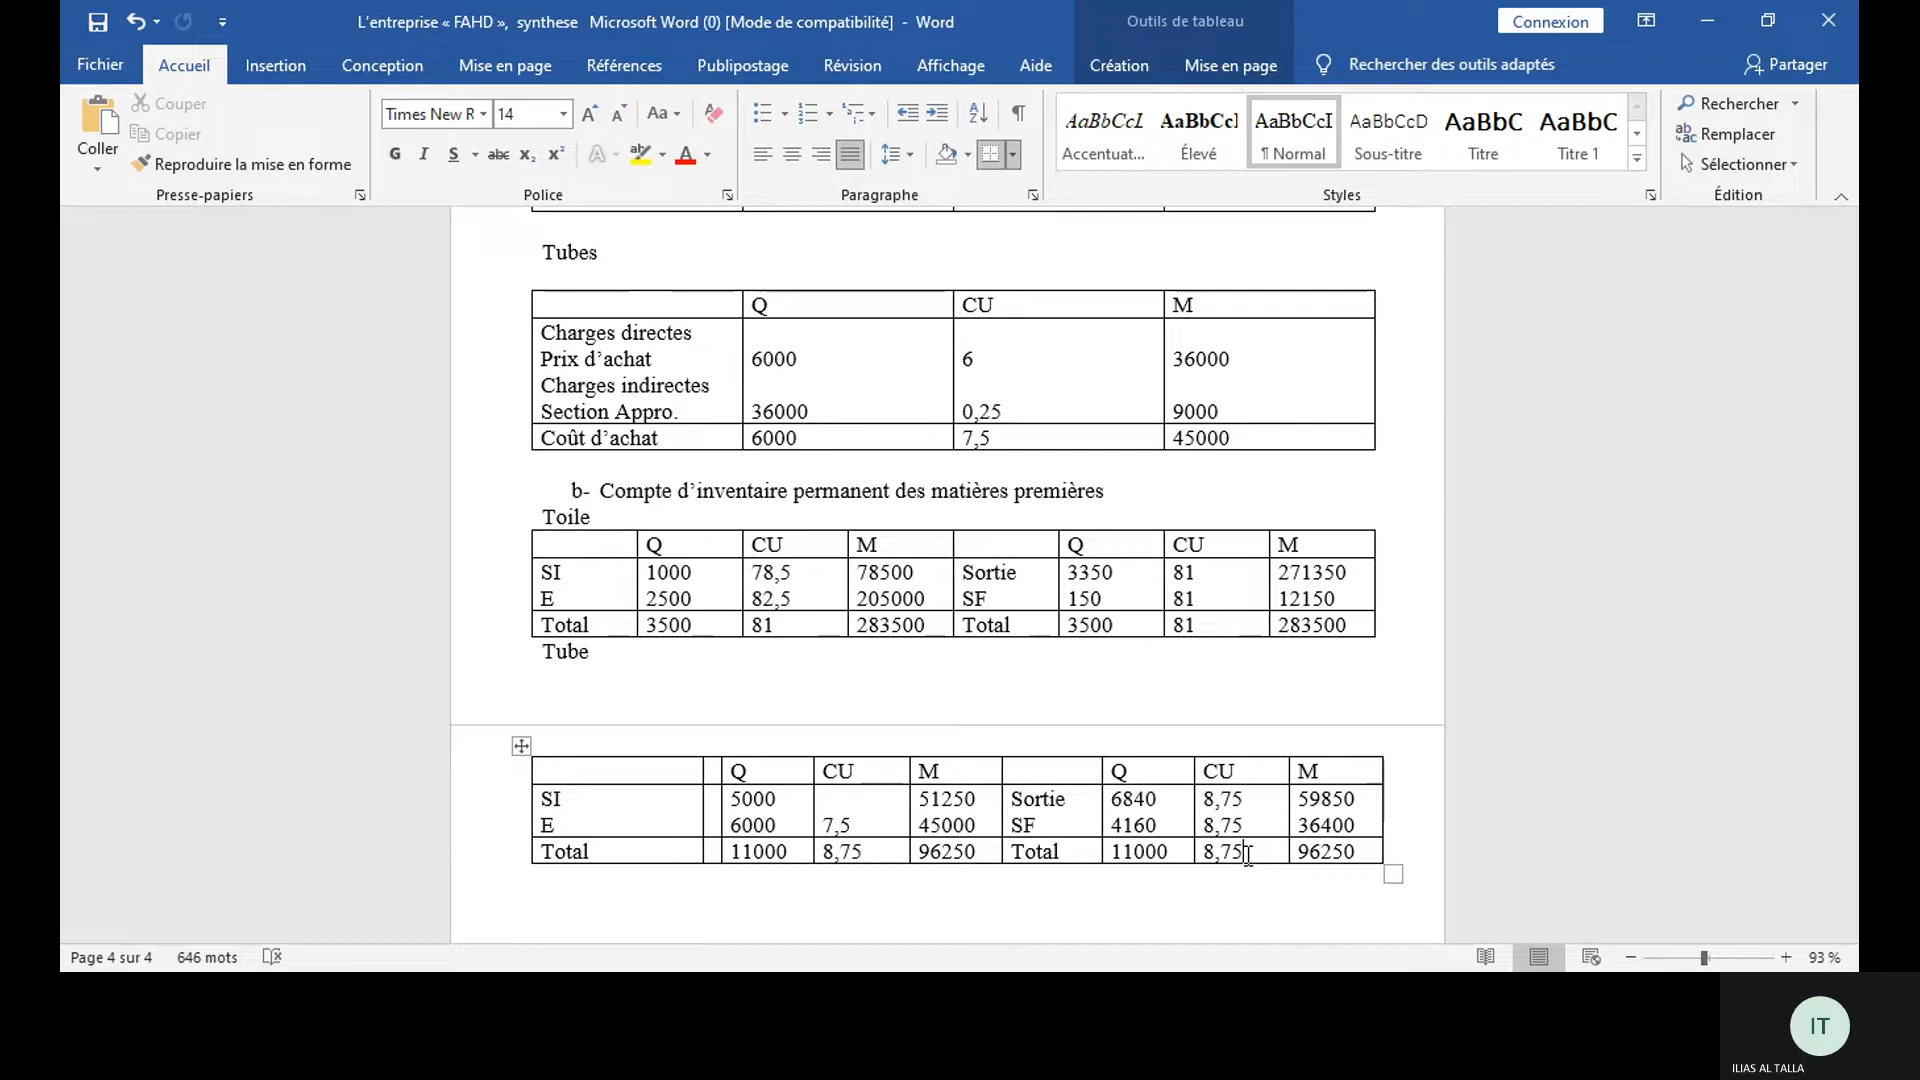 L'entreprise « FAHD », synthese Microsoft Word (0) [Mode de compatibilité] - Word
Outils de tableau
Connexion
Fichier Accueil Insertion Conception Mise en page Références Publipostage Révision Affichage Aide Création Mise en page Rechercher des outils adaptés Partager
Coller
Couper
Copier
Reproduire la mise en forme
Presse-papiers
Times New R 14
Aa
G I S abc x₂ x²
A A
Police
Paragraphe
AaBbCcL AaBbCcI AaBbCcI AaBbCcD AaBbC AaBbC
Accentuat... Élevé ¶ Normal Sous-titre Titre Titre 1
Styles
Rechercher
Remplacer
Sélectionner
Édition
Tubes
Q CU M
Charges directes
Prix d'achat 6000 6 36000
Charges indirectes
Section Appro. 36000 0,25 9000
Coût d'achat 6000 7,5 45000
b- Compte d'inventaire permanent des matières premières
Toile
Q CU M Q CU M
SI 1000 78,5 78500 Sortie 3350 81 271350
E 2500 82,5 205000 SF 150 81 12150
Total 3500 81 283500 Total 3500 81 283500
Tube
Q CU M Q CU M
SI 5000 51250 Sortie 6840 8,75 59850
E 6000 7,5 45000 SF 4160 8,75 36400
Total 11000 8,75 96250 Total 11000 8,75 96250
Page 4 sur 4 646 mots 93 %
IT
ILIAS AL TALLA